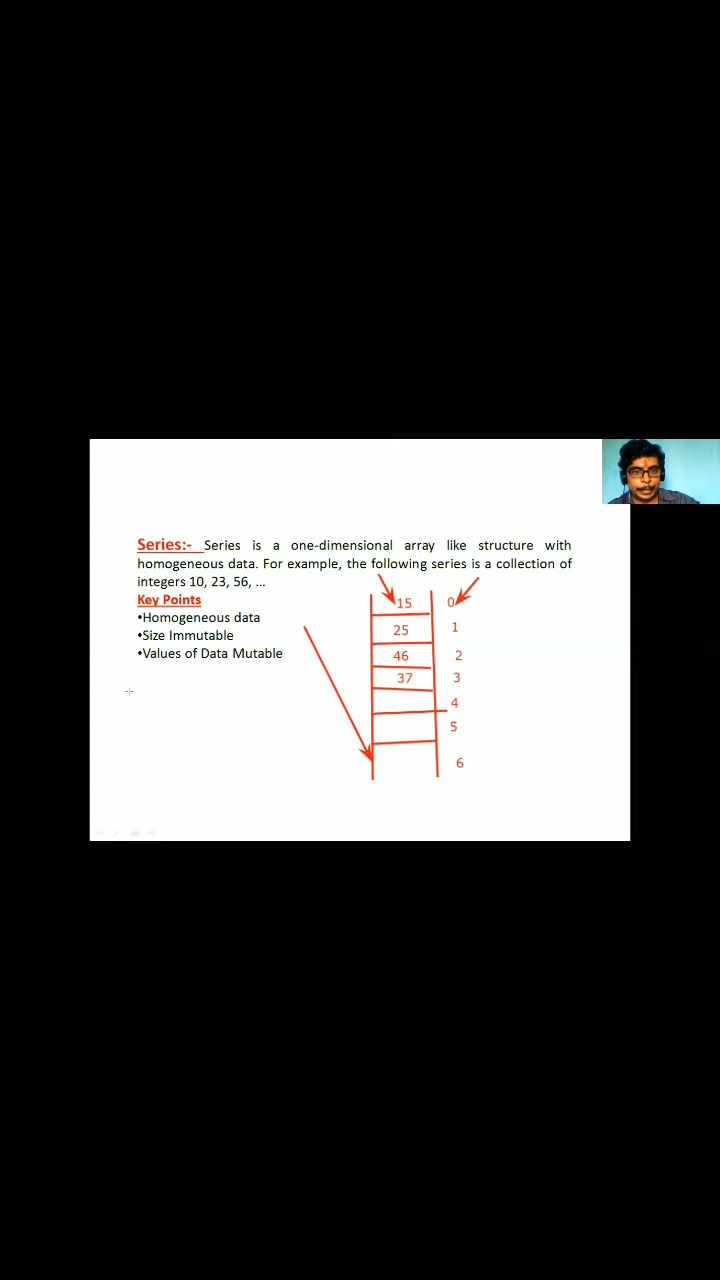 Series:- Series is a one-dimensional array like structure with
homogeneous data. For example, the following series is a collection of
integers 10, 23, 56, …
Key Points
•Homogeneous data
•Size Immutable
•Values of Data Mutable
15 0
25 1
46 2
37 3
4
5
6